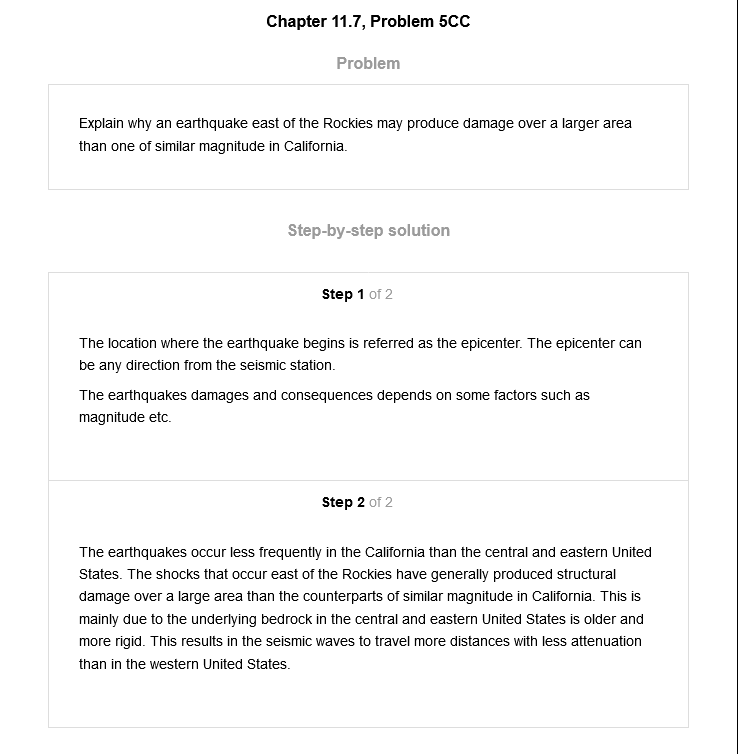 Chapter 11.7, Problem 5CC
Problem
Explain why an earthquake east of the Rockies may produce damage over a larger area
than one of similar magnitude in California.
Step-by-step solution
Step 1 of 2
The location where the earthquake begins is referred as the epicenter. The epicenter can
be any direction from the seismic station.
The earthquakes damages and consequences depends on some factors such as
magnitude etc.
Step 2 of 2
The earthquakes occur less frequently in the California than the central and eastern United
States. The shocks that occur east of the Rockies have generally produced structural
damage over a large area than the counterparts of similar magnitude in California. This is
mainly due to the underlying bedrock in the central and eastern United States is older and
more rigid. This results in the seismic waves to travel more distances with less attenuation
than in the western United States.